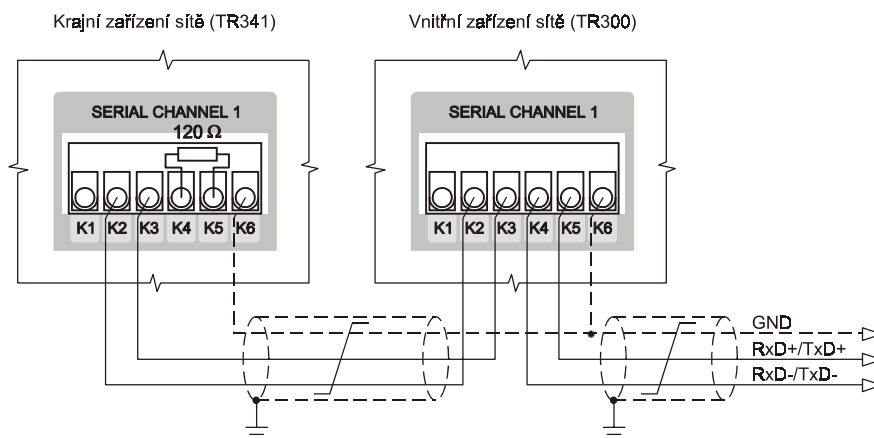 Krajní zařízení sítě (TR341)
Vnitřní zařízení sítě (TR300)
SERIAL CHANNEL 1
120 Ω
K1 K2 K3 K4 K5 K6
SERIAL CHANNEL 1
K1 K2 K3 K4 K5 K6
GND
RxD+/TxD+
RxD-/TxD-